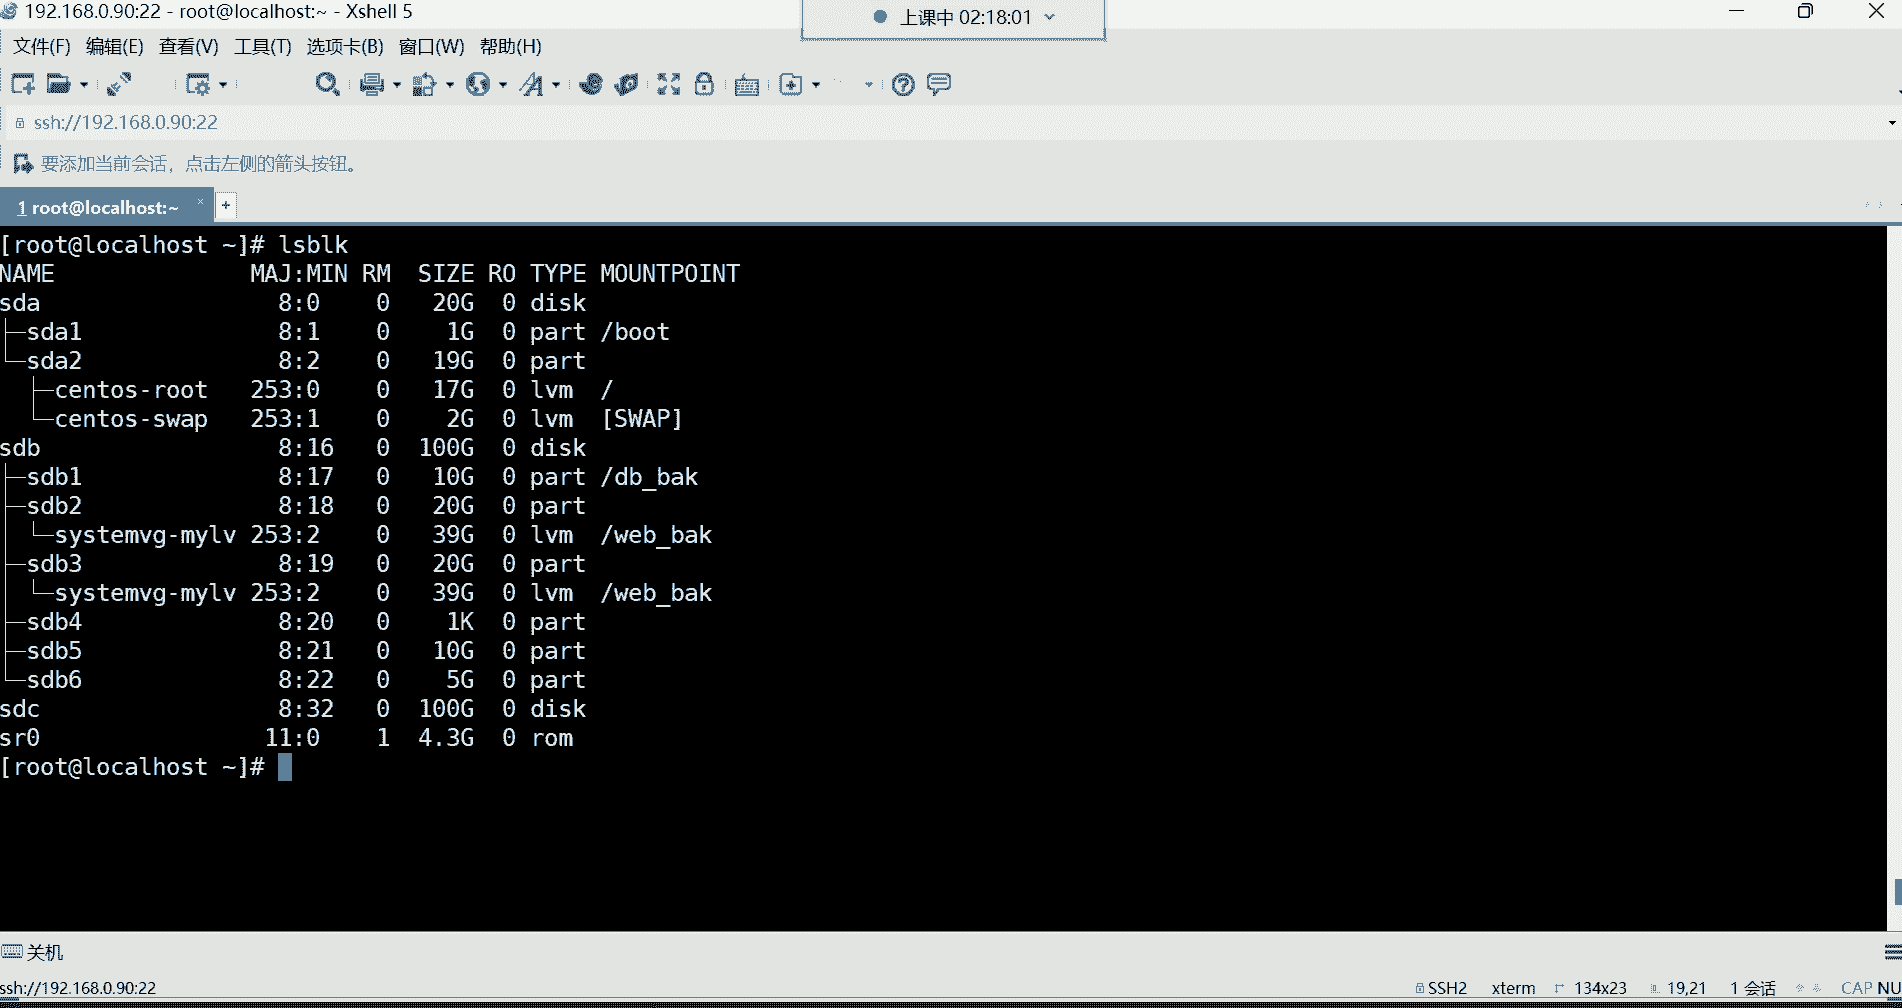 192.168.0.90:22 - root@localhost:~ - Xshell 5
上课中 02:18:01
文件(F) 编辑(E) 查看(V) 工具(T) 选项卡(B) 窗口(W) 帮助(H)
ssh://192.168.0.90:22
要添加当前会话，点击左侧的箭头按钮。
1 root@localhost:~ × +
[root@localhost ~]# lsblk
NAME MAJ:MIN RM SIZE RO TYPE MOUNTPOINT
sda 8:0 0 20G 0 disk
├─sda1 8:1 0 1G 0 part /boot
└─sda2 8:2 0 19G 0 part
  ├─centos-root 253:0 0 17G 0 lvm /
  └─centos-swap 253:1 0 2G 0 lvm [SWAP]
sdb 8:16 0 100G 0 disk
├─sdb1 8:17 0 10G 0 part /db_bak
├─sdb2 8:18 0 20G 0 part
│ └─systemvg-mylv 253:2 0 39G 0 lvm /web_bak
├─sdb3 8:19 0 20G 0 part
│ └─systemvg-mylv 253:2 0 39G 0 lvm /web_bak
├─sdb4 8:20 0 1K 0 part
├─sdb5 8:21 0 10G 0 part
└─sdb6 8:22 0 5G 0 part
sdc 8:32 0 100G 0 disk
sr0 11:0 1 4.3G 0 rom
[root@localhost ~]#
关机
ssh://192.168.0.90:22 SSH2 xterm 134x23 19,21 1 会话 CAP NU